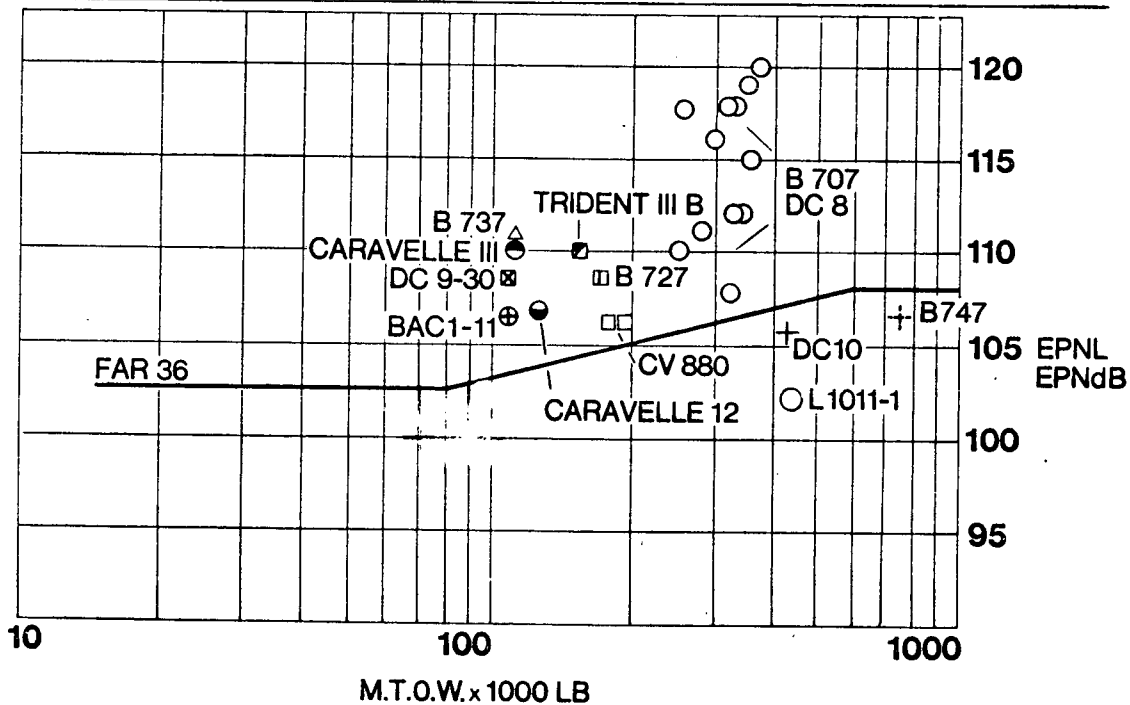 120
115
B 707
DC 8
TRIDENT III B
B 737
CARAVELLE III
110
DC 9-30
B 727
BAC1-11
B747
105
EPNL
EPNdB
DC10
CV 880
FAR 36
L1011-1
CARAVELLE 12
100
95
10
100
1000
M.T.O.W. x 1000 LB